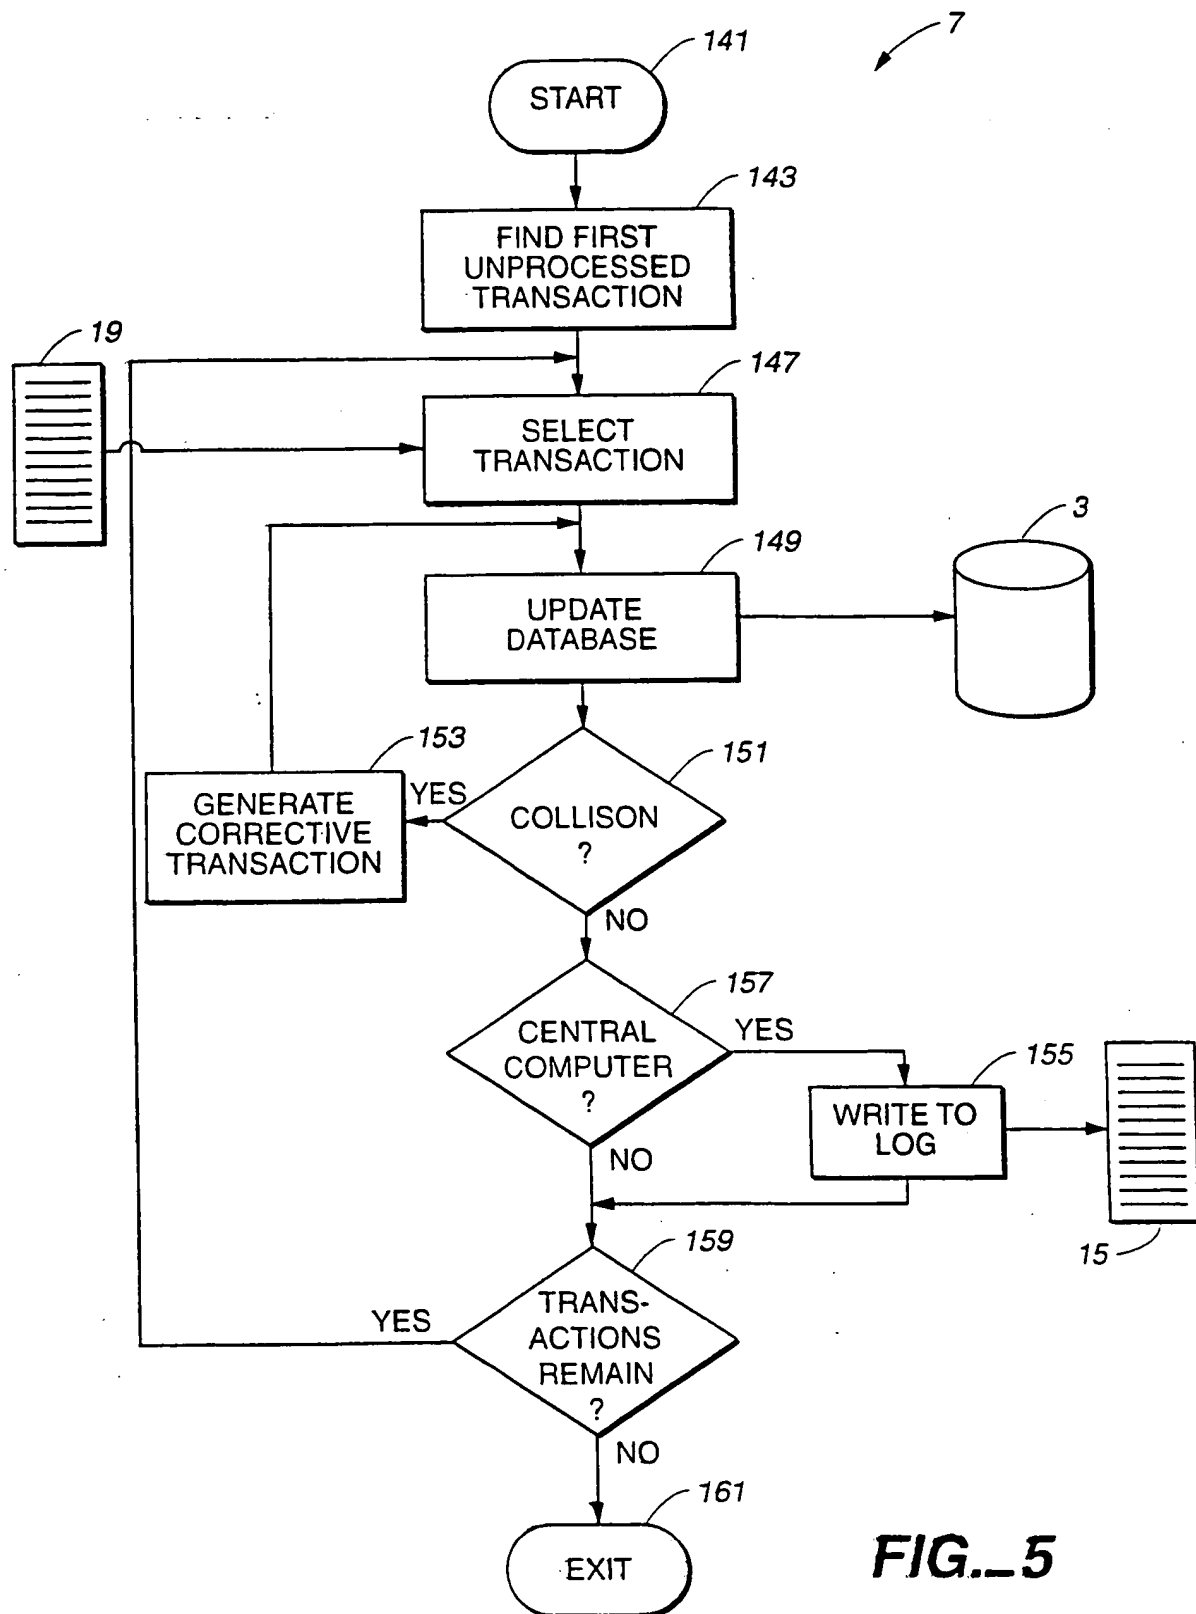 7
141
START
143
FIND FIRST
UNPROCESSED
TRANSACTION
19
147
SELECT
TRANSACTION
3
149
UPDATE
DATABASE
153
151
GENERATE
CORRECTIVE
TRANSACTION
YES
COLLISON
?
NO
157
CENTRAL
COMPUTER
?
YES
155
WRITE TO
LOG
NO
15
159
TRANS-
ACTIONS
REMAIN
?
YES
NO
161
EXIT
FIG._5